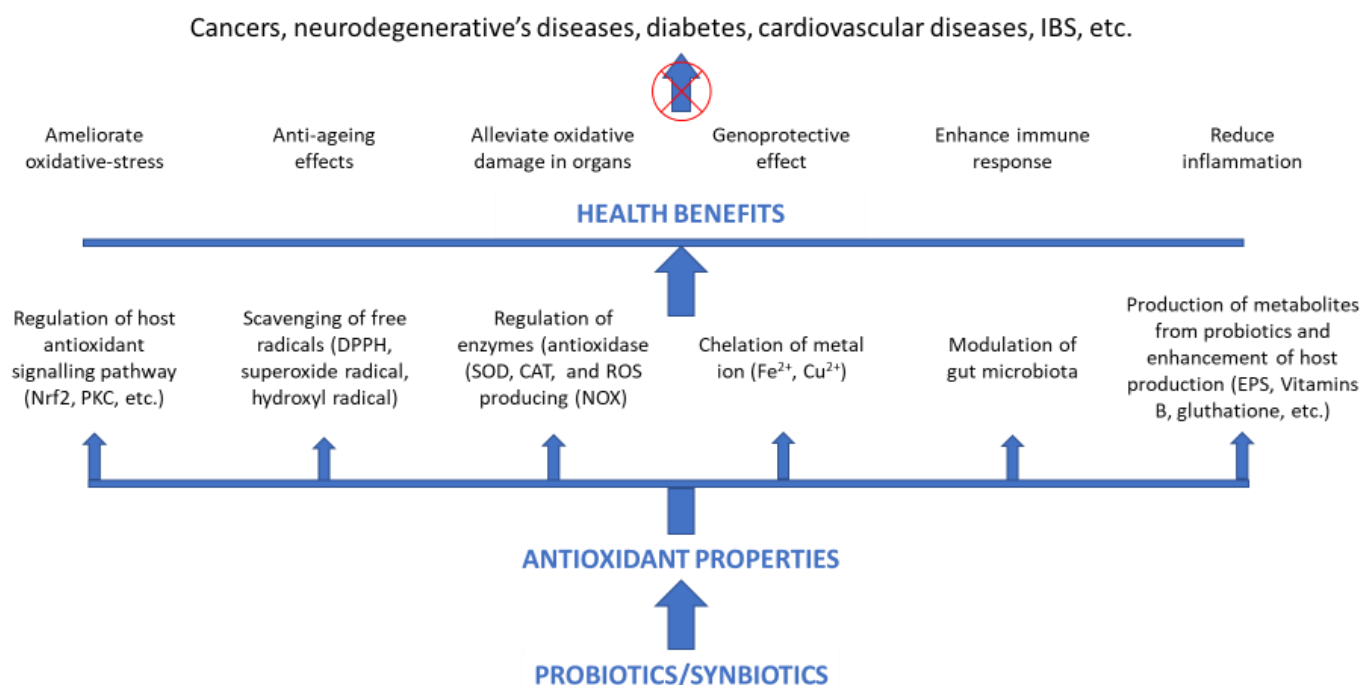 Cancers, neurodegenerative's diseases, diabetes, cardiovascular diseases, IBS, etc.
Ameliorate
oxidative-stress
Anti-ageing
effects
Alleviate oxidative
damage in organs
Genoprotective
effect
Enhance immune
response
Reduce
inflammation
HEALTH BENEFITS
Regulation of host
antioxidant
signalling pathway
(Nrf2, PKC, etc.)
Scavenging of free
radicals (DPPH,
superoxide radical,
hydroxyl radical)
Regulation of
enzymes (antioxidase
(SOD, CAT, and ROS
producing (NOX)
Chelation of metal
ion (Fe²⁺, Cu²⁺)
Modulation of
gut microbiota
Production of metabolites
from probiotics and
enhancement of host
production (EPS, Vitamins
B, gluthatione, etc.)
ANTIOXIDANT PROPERTIES
PROBIOTICS/SYNBIOTICS